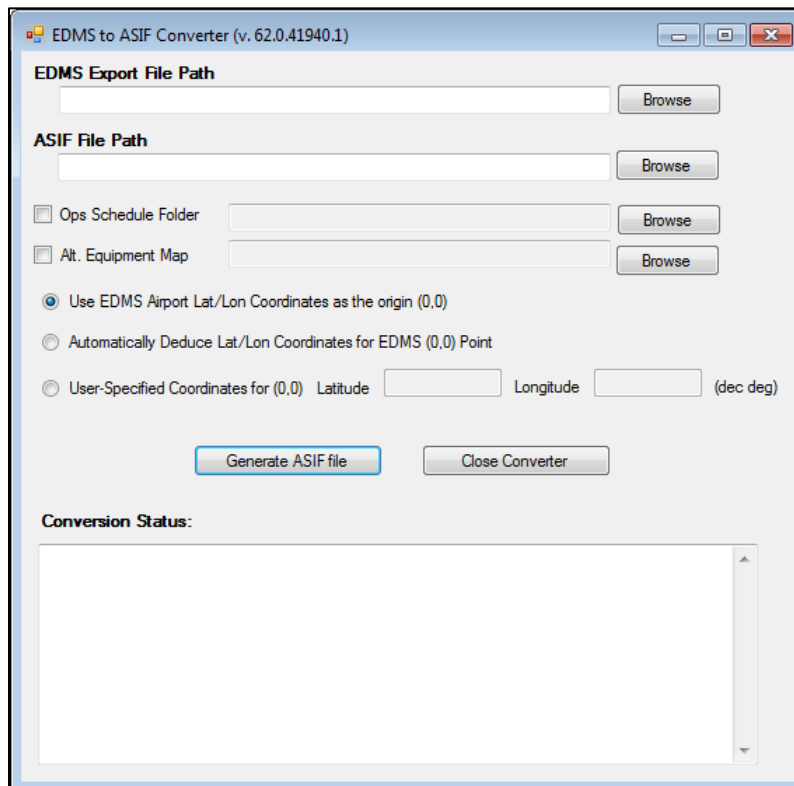 EDMS to ASIF Converter (v. 62.0.41940.1)
EDMS Export File Path
Browse
ASIF File Path
Browse
Ops Schedule Folder Browse
Alt. Equipment Map Browse
Use EDMS Airport Lat/Lon Coordinates as the origin (0,0)
Automatically Deduce Lat/Lon Coordinates for EDMS (0,0) Point
User-Specified Coordinates for (0,0) Latitude Longitude (dec deg)
Generate ASIF file Close Converter
Conversion Status: